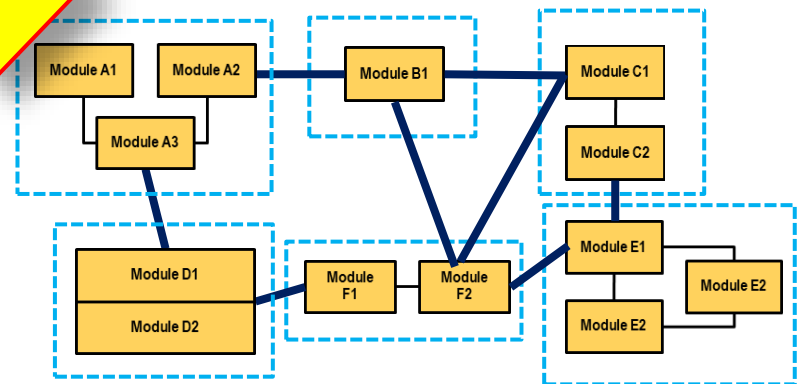 Module A1
Module A2
Module A3
Module B1
Module C1
Module C2
Module D1
Module D2
Module
F1
Module
F2
Module E1
Module E2
Module E2